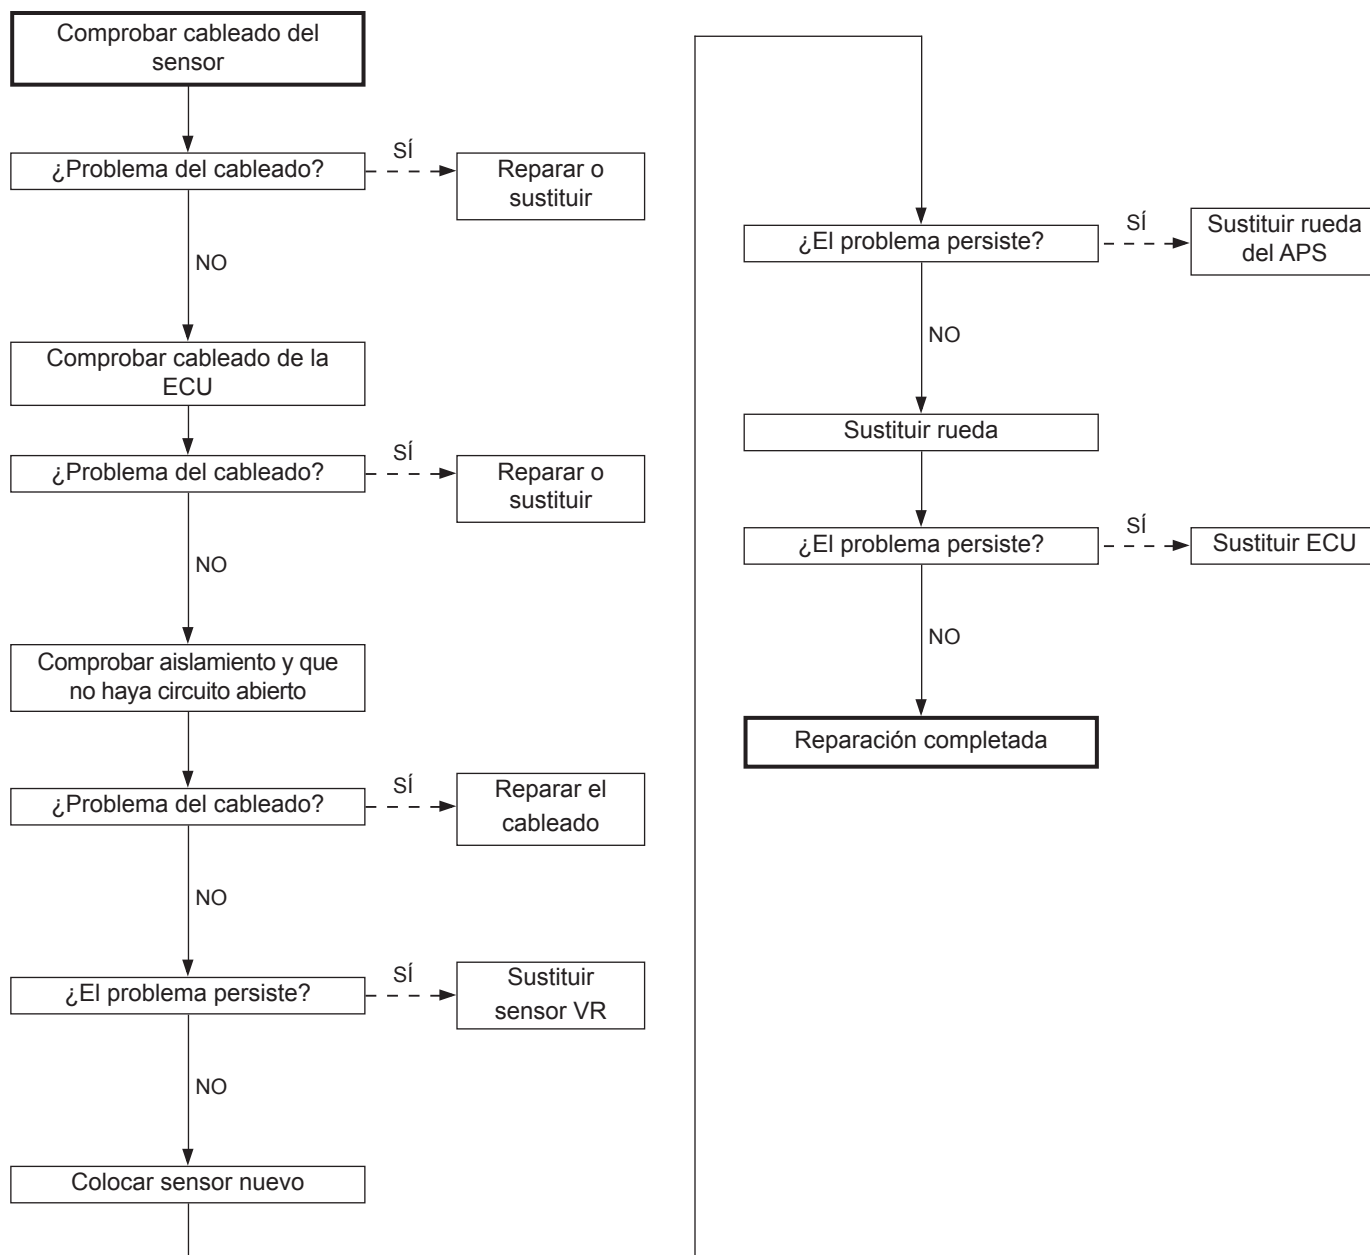 Comprobar cableado del
sensor
¿Problema del cableado?
SÍ
Reparar o
sustituir
NO
Comprobar cableado de la
ECU
¿Problema del cableado?
SÍ
Reparar o
sustituir
NO
Comprobar aislamiento y que
no haya circuito abierto
¿Problema del cableado?
SÍ
Reparar el
cableado
NO
¿El problema persiste?
SÍ
Sustituir
sensor VR
NO
Colocar sensor nuevo
¿El problema persiste?
SÍ
Sustituir rueda
del APS
NO
Sustituir rueda
¿El problema persiste?
SÍ
Sustituir ECU
NO
Reparación completada